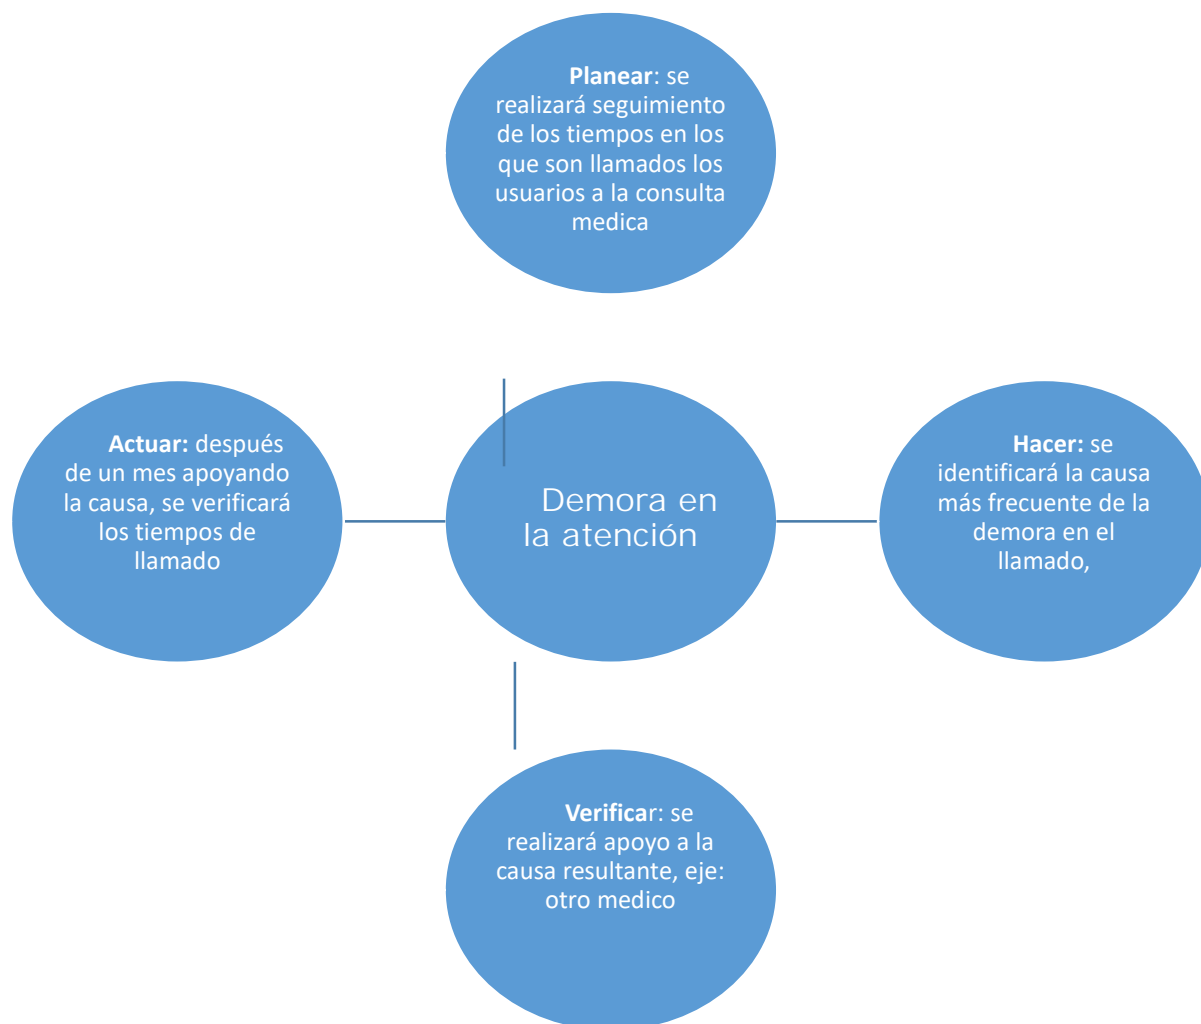 Planear: se
realizará seguimiento
de los tiempos en los
que son llamados los
usuarios a la consulta
medica
Actuar: después
de un mes apoyando
la causa, se verificará
los tiempos de
llamado
Demora en
la atención
Hacer: se
identificará la causa
más frecuente de la
demora en el
llamado,
Verificar: se
realizará apoyo a la
causa resultante, eje:
otro medico